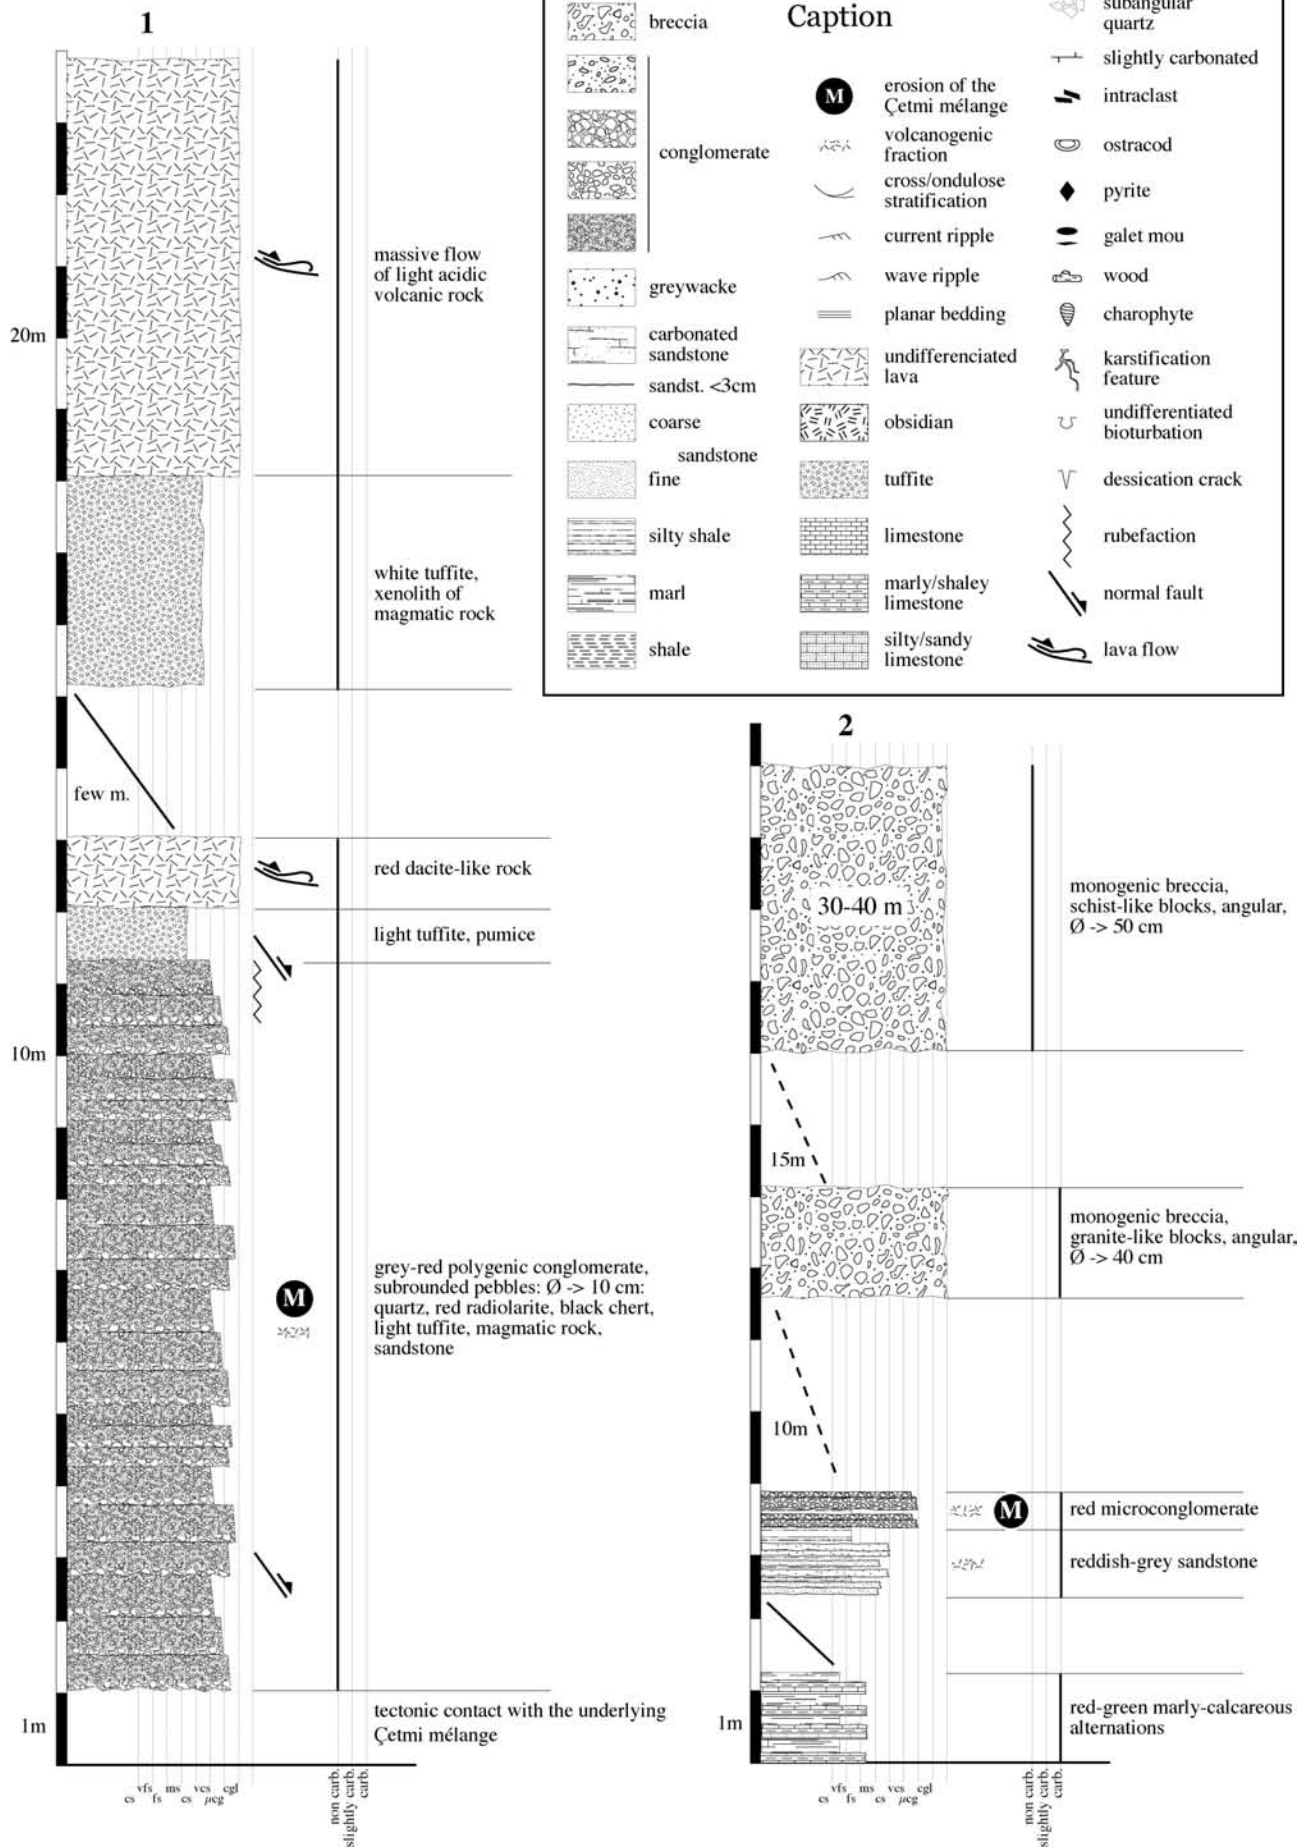 1
20m
10m
1m
few m.
massive flow
of light acidic
volcanic rock
white tuffite,
xenolith of
magmatic rock
red dacite-like rock
light tuffite, pumice
M
grey-red polygenic conglomerate,
subrounded pebbles: Ø -> 10 cm:
quartz, red radiolarite, black chert,
light tuffite, magmatic rock,
sandstone
tectonic contact with the underlying
Çetmi mélange
cs
vfs
fs
ms
cs
vcs
µcg
cgl
non carb.
slightly carb.
carb.
Caption
breccia
conglomerate
greywacke
carbonated
sandstone
sandst. <3cm
coarse
sandstone
fine
silty shale
marl
shale
M
erosion of the
Çetmi mélange
volcanogenic
fraction
cross/ondulose
stratification
current ripple
wave ripple
planar bedding
undifferenciated
lava
obsidian
tuffite
limestone
marly/shaley
limestone
silty/sandy
limestone
subangular
quartz
slightly carbonated
intraclast
ostracod
pyrite
galet mou
wood
charophyte
karstification
feature
undifferentiated
bioturbation
dessication crack
rubefaction
normal fault
lava flow
2
30-40 m
monogenic breccia,
schist-like blocks, angular,
Ø -> 50 cm
15m
monogenic breccia,
granite-like blocks, angular,
Ø -> 40 cm
10m
M
red microconglomerate
reddish-grey sandstone
1m
red-green marly-calcareous
alternations
cs
vfs
fs
ms
cs
vcs
µcg
cgl
non carb.
slightly carb.
carb.